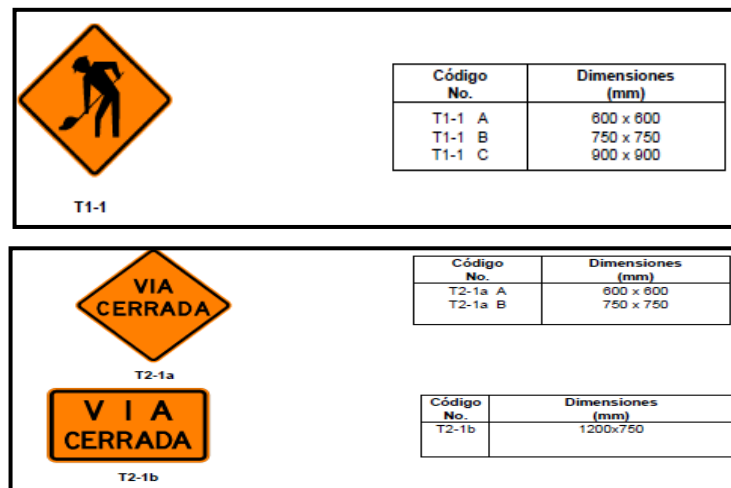 Código No. Dimensiones (mm)
T1-1 A 600 x 600
T1-1 B 750 x 750
T1-1 C 900 x 900
T1-1
VIA
CERRADA
T2-1a
Código No. Dimensiones (mm)
T2-1a A 600 x 600
T2-1a B 750 x 750
V I A
CERRADA
T2-1b
Código No. Dimensiones (mm)
T2-1b 1200x750